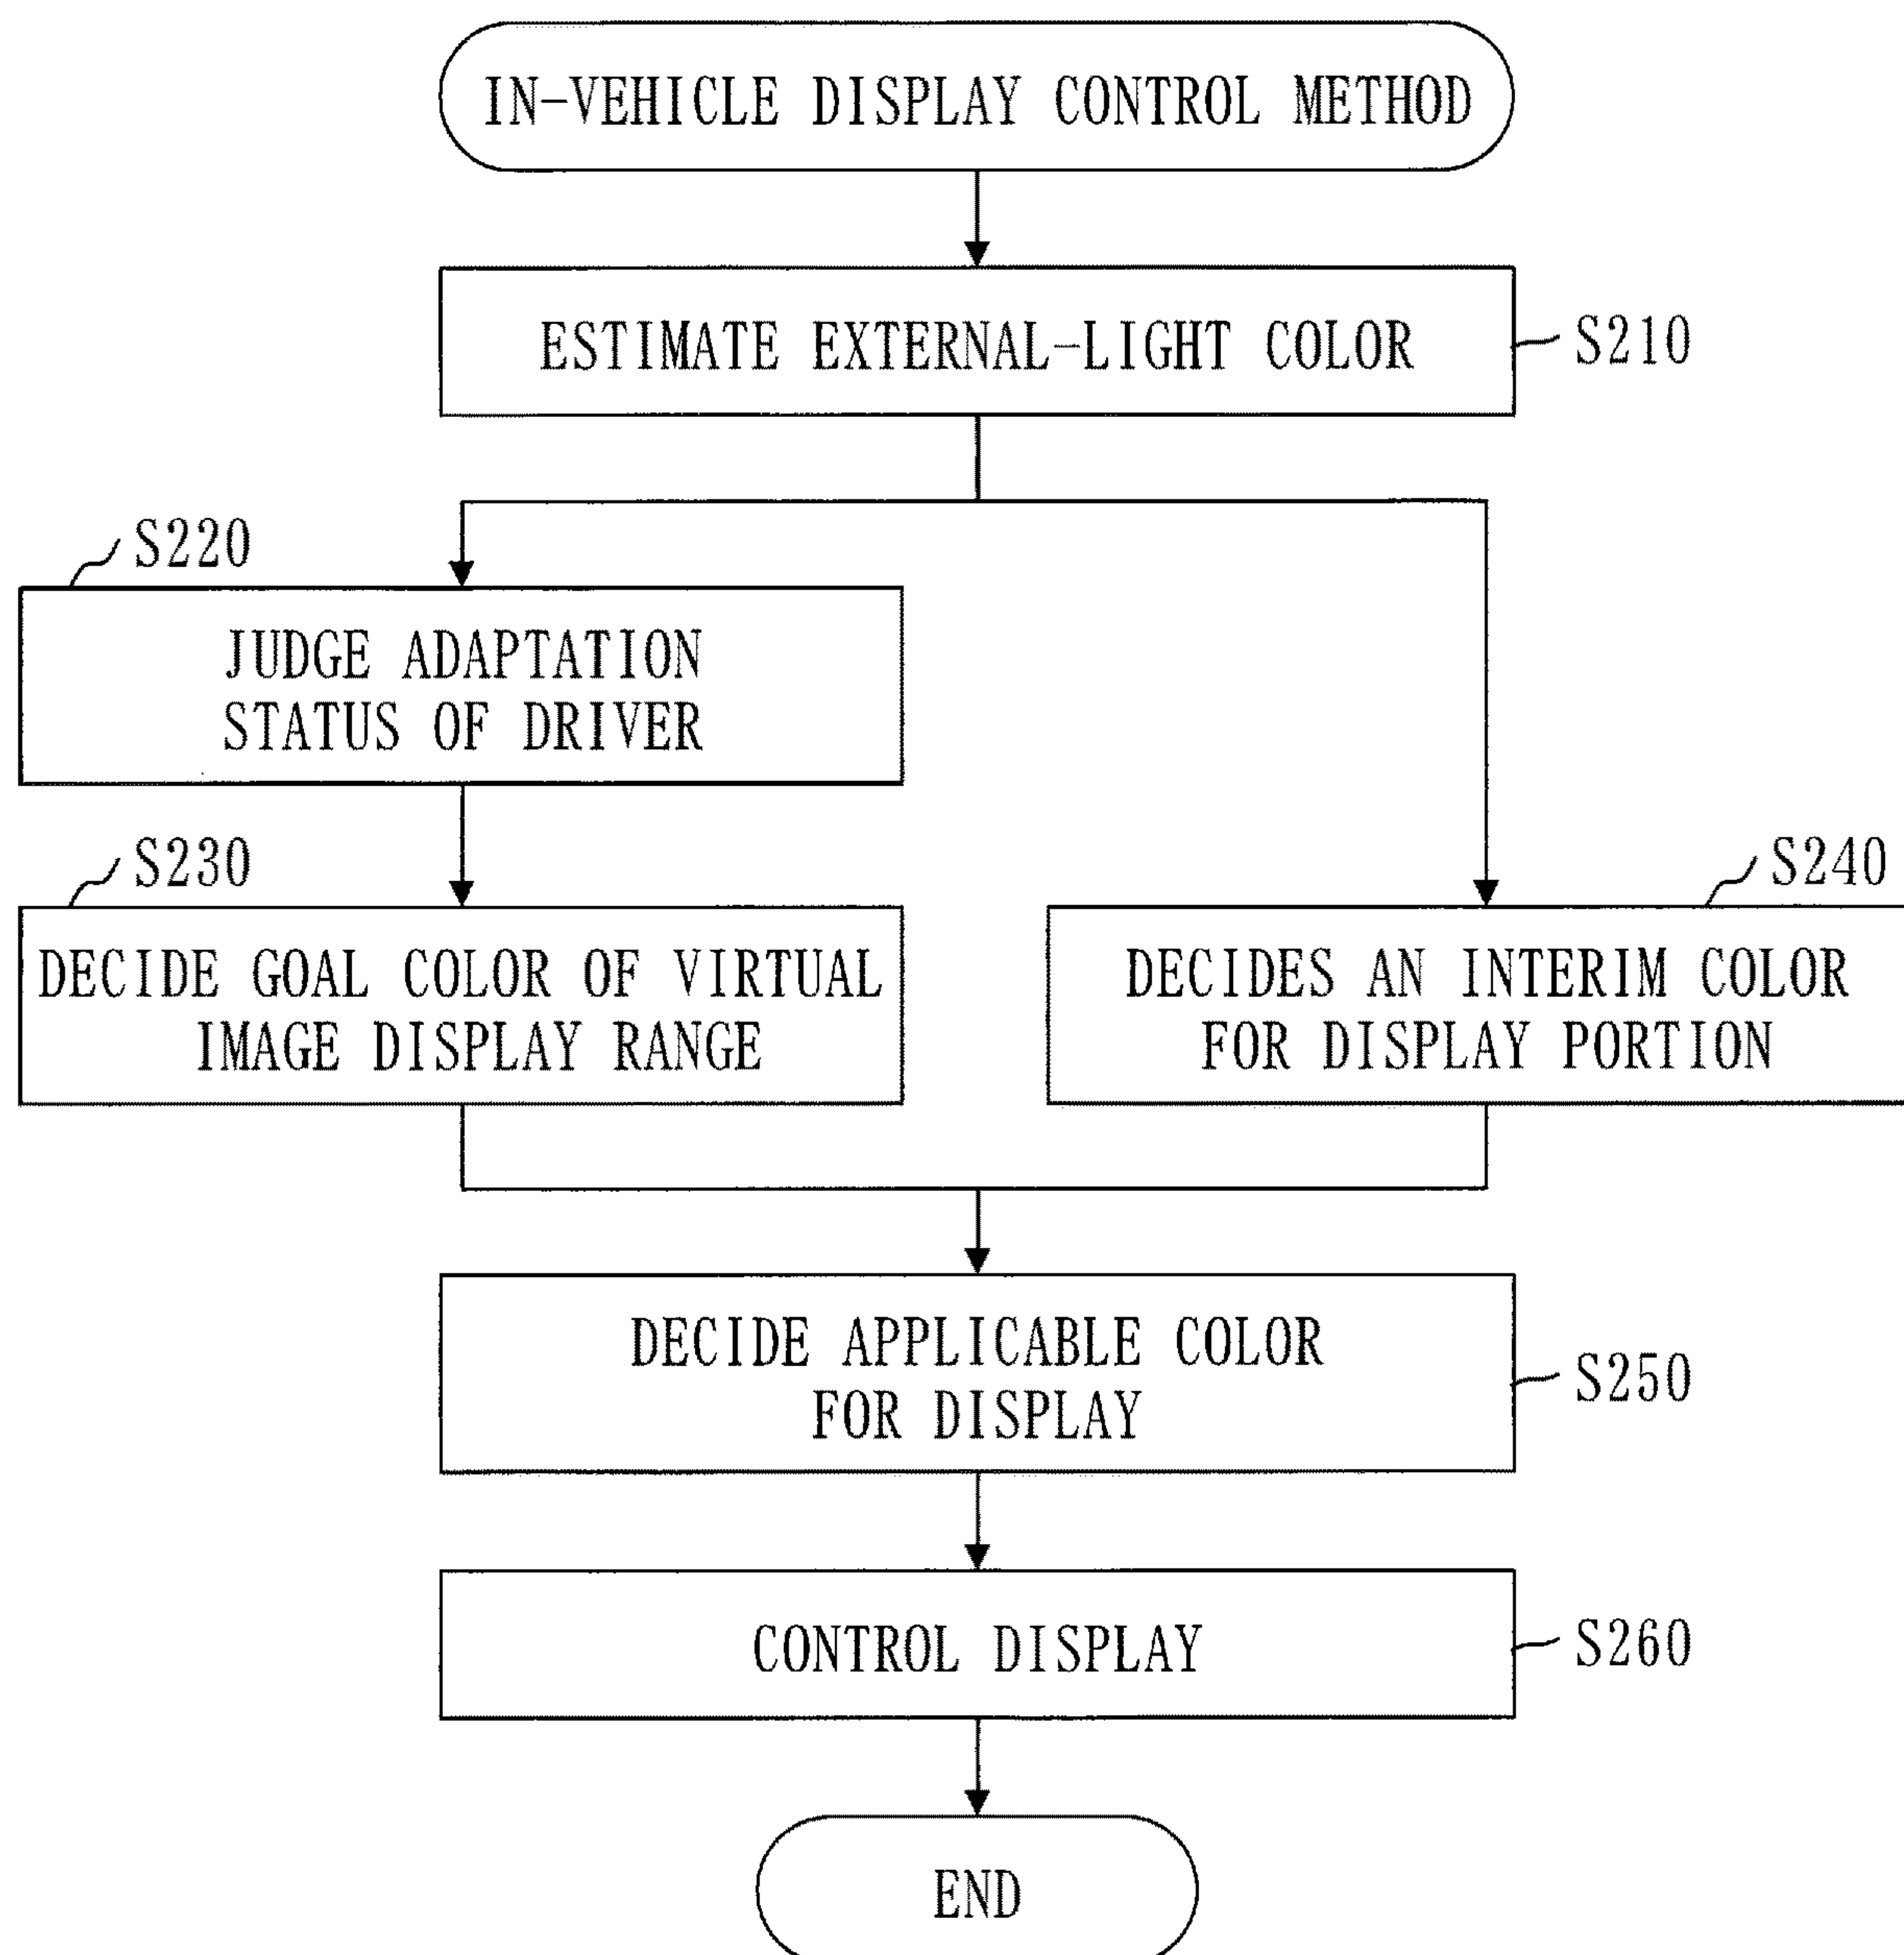 IN-VEHICLE DISPLAY CONTROL METHOD
ESTIMATE EXTERNAL-LIGHT COLOR
S210
S220
JUDGE ADAPTATION
STATUS OF DRIVER
S230
DECIDE GOAL COLOR OF VIRTUAL
IMAGE DISPLAY RANGE
S240
DECIDES AN INTERIM COLOR
FOR DISPLAY PORTION
DECIDE APPLICABLE COLOR
FOR DISPLAY
S250
CONTROL DISPLAY
S260
END